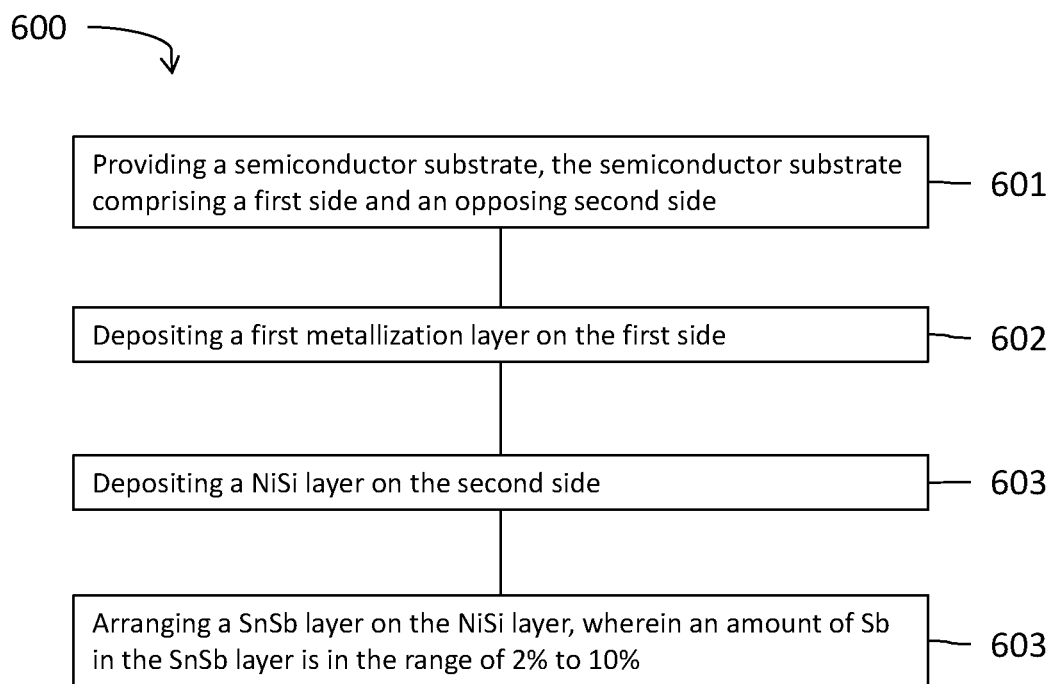 600
Providing a semiconductor substrate, the semiconductor substrate
comprising a first side and an opposing second side
601
Depositing a first metallization layer on the first side
602
Depositing a NiSi layer on the second side
603
Arranging a SnSb layer on the NiSi layer, wherein an amount of Sb
in the SnSb layer is in the range of 2% to 10%
603